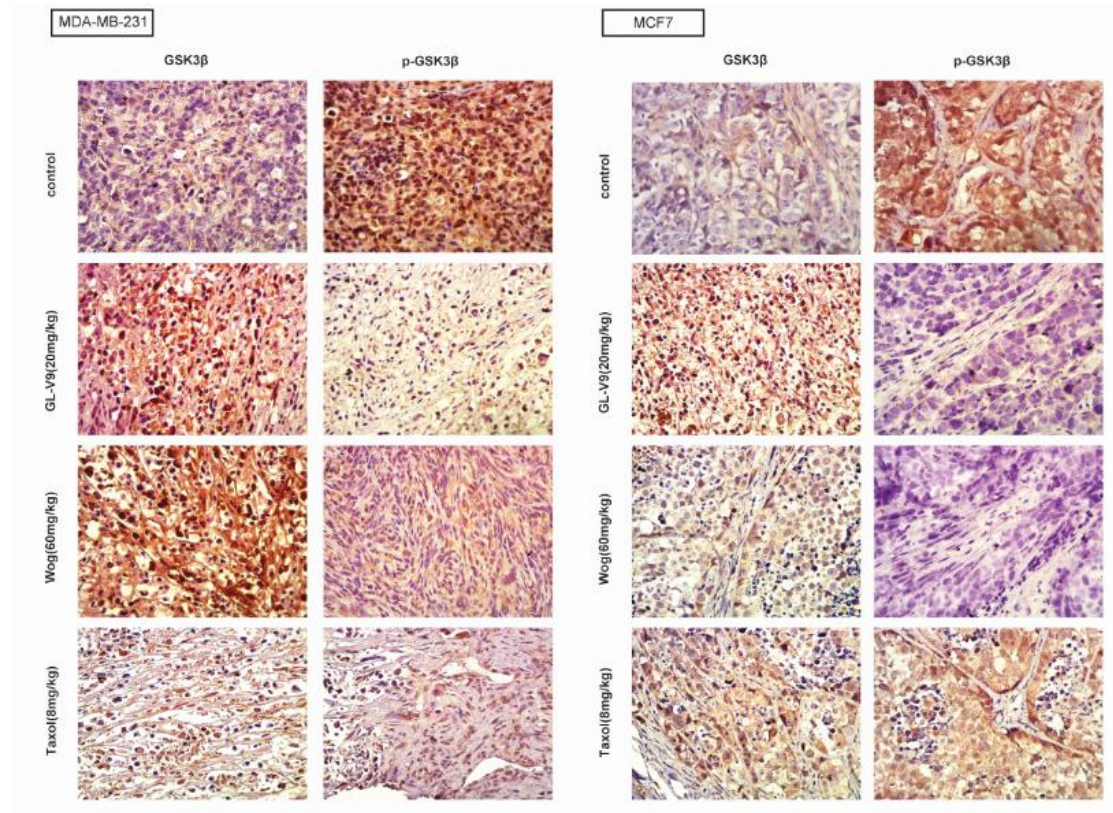 MDA-MB-231
MCF7
GSK3β
p-GSK3β
GSK3β
p-GSK3β
control
control
GL-V9(20mg/kg)
GL-V9(20mg/kg)
Wog(60mg/kg)
Wog(60mg/kg)
Taxol(8mg/kg)
Taxol(8mg/kg)